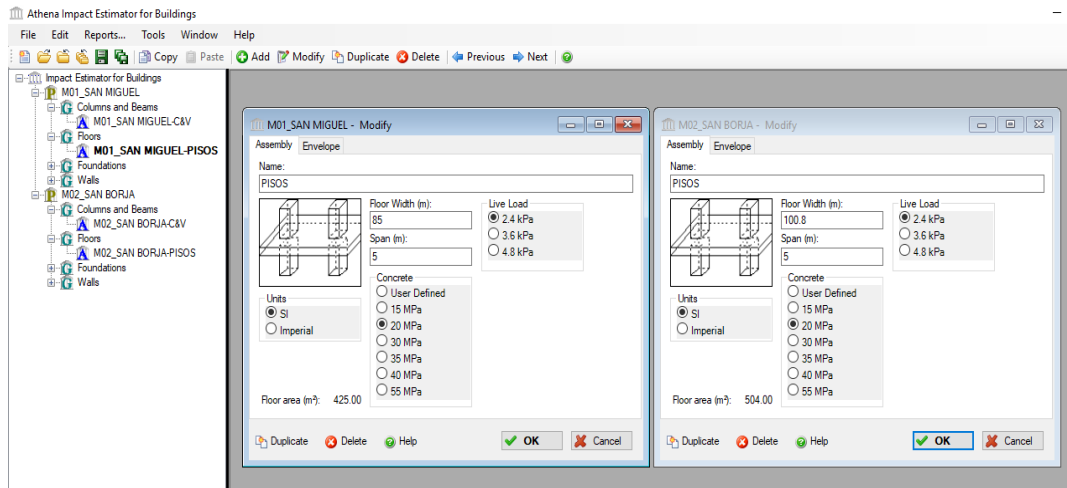 Athena Impact Estimator for Buildings
File Edit Reports... Tools Window Help
Copy Paste Add Modify Duplicate Delete Previous Next
Impact Estimator for Buildings
M01_SAN MIGUEL
Columns and Beams
M01_SAN MIGUEL-C&V
Floors
M01_SAN MIGUEL-PISOS
Foundations
Walls
M02_SAN BORJA
Columns and Beams
M02_SAN BORJA-C&V
Floors
M02_SAN BORJA-PISOS
Foundations
Walls
M01_SAN MIGUEL - Modify
Assembly Envelope
Name:
PISOS
Floor Width (m):
85
Span (m):
5
Live Load
2.4 kPa
3.6 kPa
4.8 kPa
Units
SI
Imperial
Concrete
User Defined
15 MPa
20 MPa
30 MPa
35 MPa
40 MPa
55 MPa
Floor area (m²): 425.00
Duplicate Delete Help OK Cancel
M02_SAN BORJA - Modify
Assembly Envelope
Name:
PISOS
Floor Width (m):
100.8
Span (m):
5
Live Load
2.4 kPa
3.6 kPa
4.8 kPa
Units
SI
Imperial
Concrete
User Defined
15 MPa
20 MPa
30 MPa
35 MPa
40 MPa
55 MPa
Floor area (m²): 504.00
Duplicate Delete Help OK Cancel